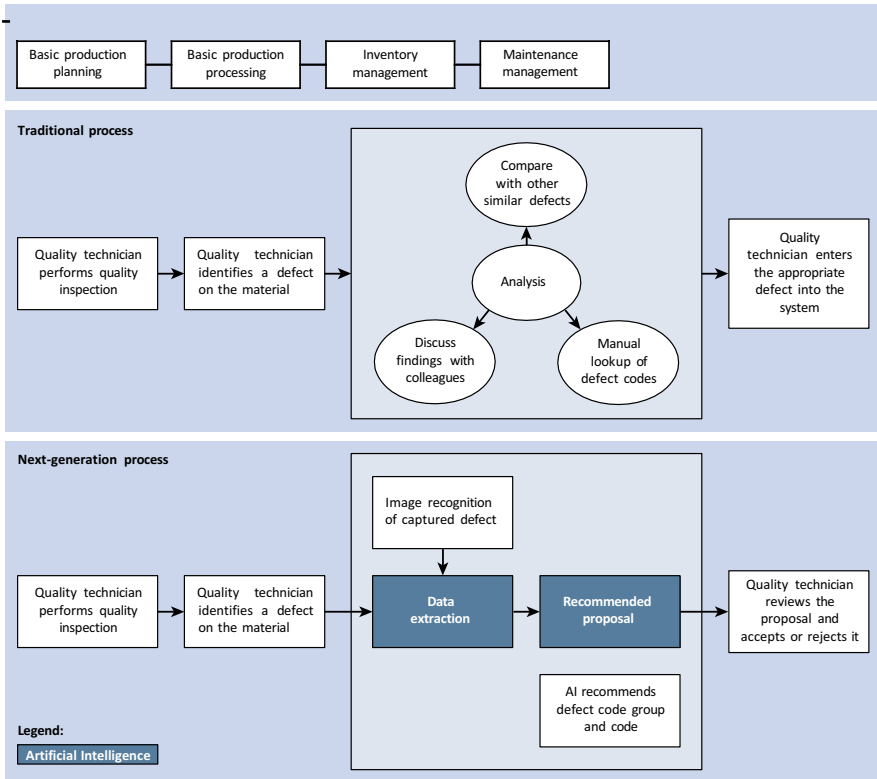 Basic production
planning
Basic production
processing
Inventory
management
Maintenance
management
Traditional process
Quality technician
performs quality
inspection
Quality technician
identifies a defect
on the material
Compare
with other
similar defects
Analysis
Discuss
findings with
colleagues
Manual
lookup of
defect codes
Quality
technician enters
the appropriate
defect into the
system
Next-generation process
Quality technician
performs quality
inspection
Quality technician
identifies a defect
on the material
Image recognition
of captured defect
Data
extraction
Recommended
proposal
AI recommends
defect code group
and code
Quality technician
reviews the
proposal and
accepts or rejects it
Legend:
Artificial Intelligence